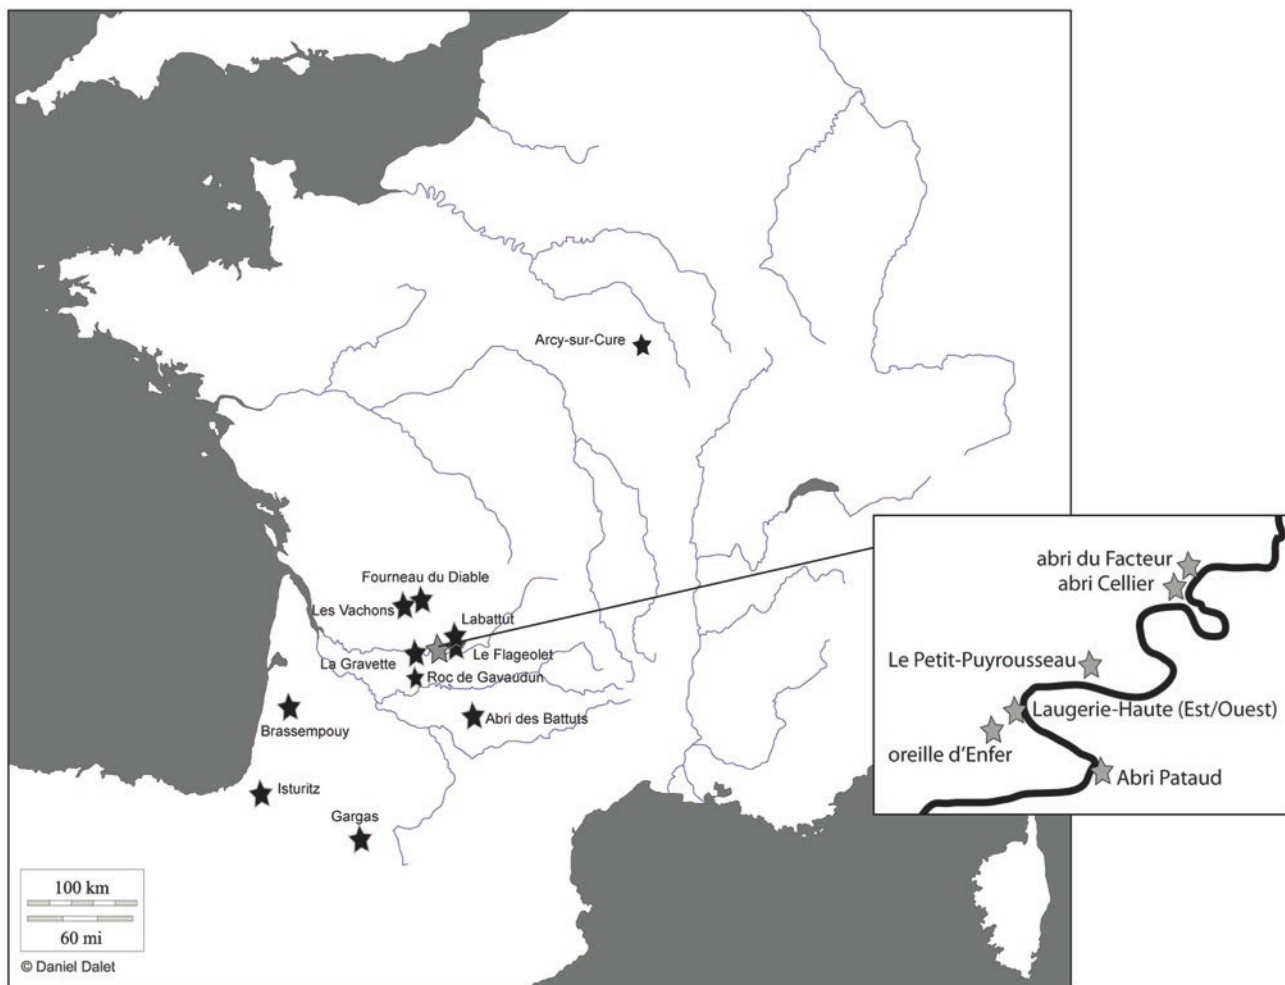 Arcy-sur-Cure
Fourneau du Diable
Les Vachons
Labattut
La Gravette
Le Flageolet
Roc de Gavaudun
Abri des Battuts
Brassempouy
Isturitz
Gargas
abri du Facteur
abri Cellier
Le Petit-Puyrousseau
Laugerie-Haute (Est/Ouest)
oreille d'Enfer
Abri Pataud
100 km
60 mi
© Daniel Dalet